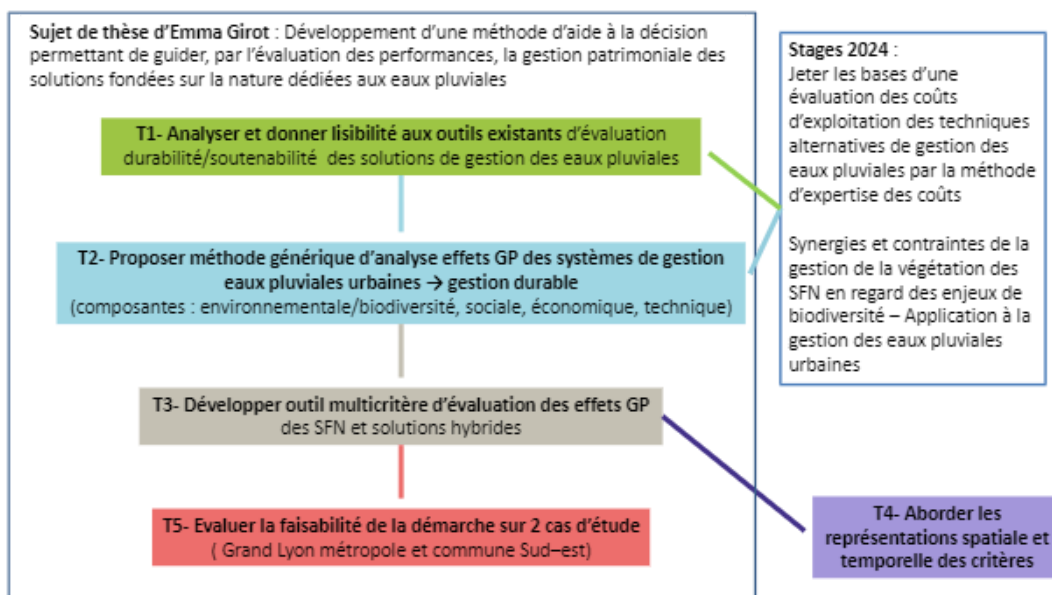 Sujet de thèse d’Emma Girot : Développement d’une méthode d’aide à la décision
permettant de guider, par l’évaluation des performances, la gestion patrimoniale des
solutions fondées sur la nature dédiées aux eaux pluviales
T1- Analyser et donner lisibilité aux outils existants d’évaluation
durabilité/soutenabilité des solutions de gestion des eaux pluviales
T2- Proposer méthode générique d’analyse effets GP des systèmes de gestion
eaux pluviales urbaines → gestion durable
(composantes : environnementale/biodiversité, sociale, économique, technique)
T3- Développer outil multicritère d’évaluation des effets GP
des SFN et solutions hybrides
T5- Evaluer la faisabilité de la démarche sur 2 cas d’étude
( Grand Lyon métropole et commune Sud–est)
Stages 2024 :
Jeter les bases d’une
évaluation des coûts
d’exploitation des techniques
alternatives de gestion des
eaux pluviales par la méthode
d’expertise des coûts
Synergies et contraintes de la
gestion de la végétation des
SFN en regard des enjeux de
biodiversité – Application à la
gestion des eaux pluviales
urbaines
T4- Aborder les
représentations spatiale et
temporelle des critères